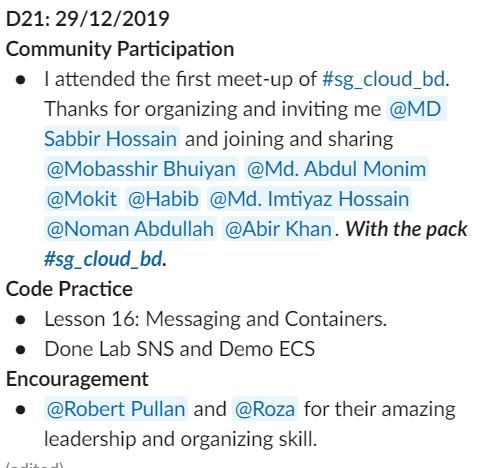 D21: 29/12/2019
Community Participation
● I attended the first meet-up of #sg_cloud_bd.
Thanks for organizing and inviting me @MD
Sabbir Hossain and joining and sharing
@Mobasshir Bhuiyan @Md. Abdul Monim
@Mokit @Habib @Md. Imtiyaz Hossain
@Noman Abdullah @Abir Khan. With the pack
#sg_cloud_bd.
Code Practice
● Lesson 16: Messaging and Containers.
● Done Lab SNS and Demo ECS
Encouragement
● @Robert Pullan and @Roza for their amazing
leadership and organizing skill.
(edited)